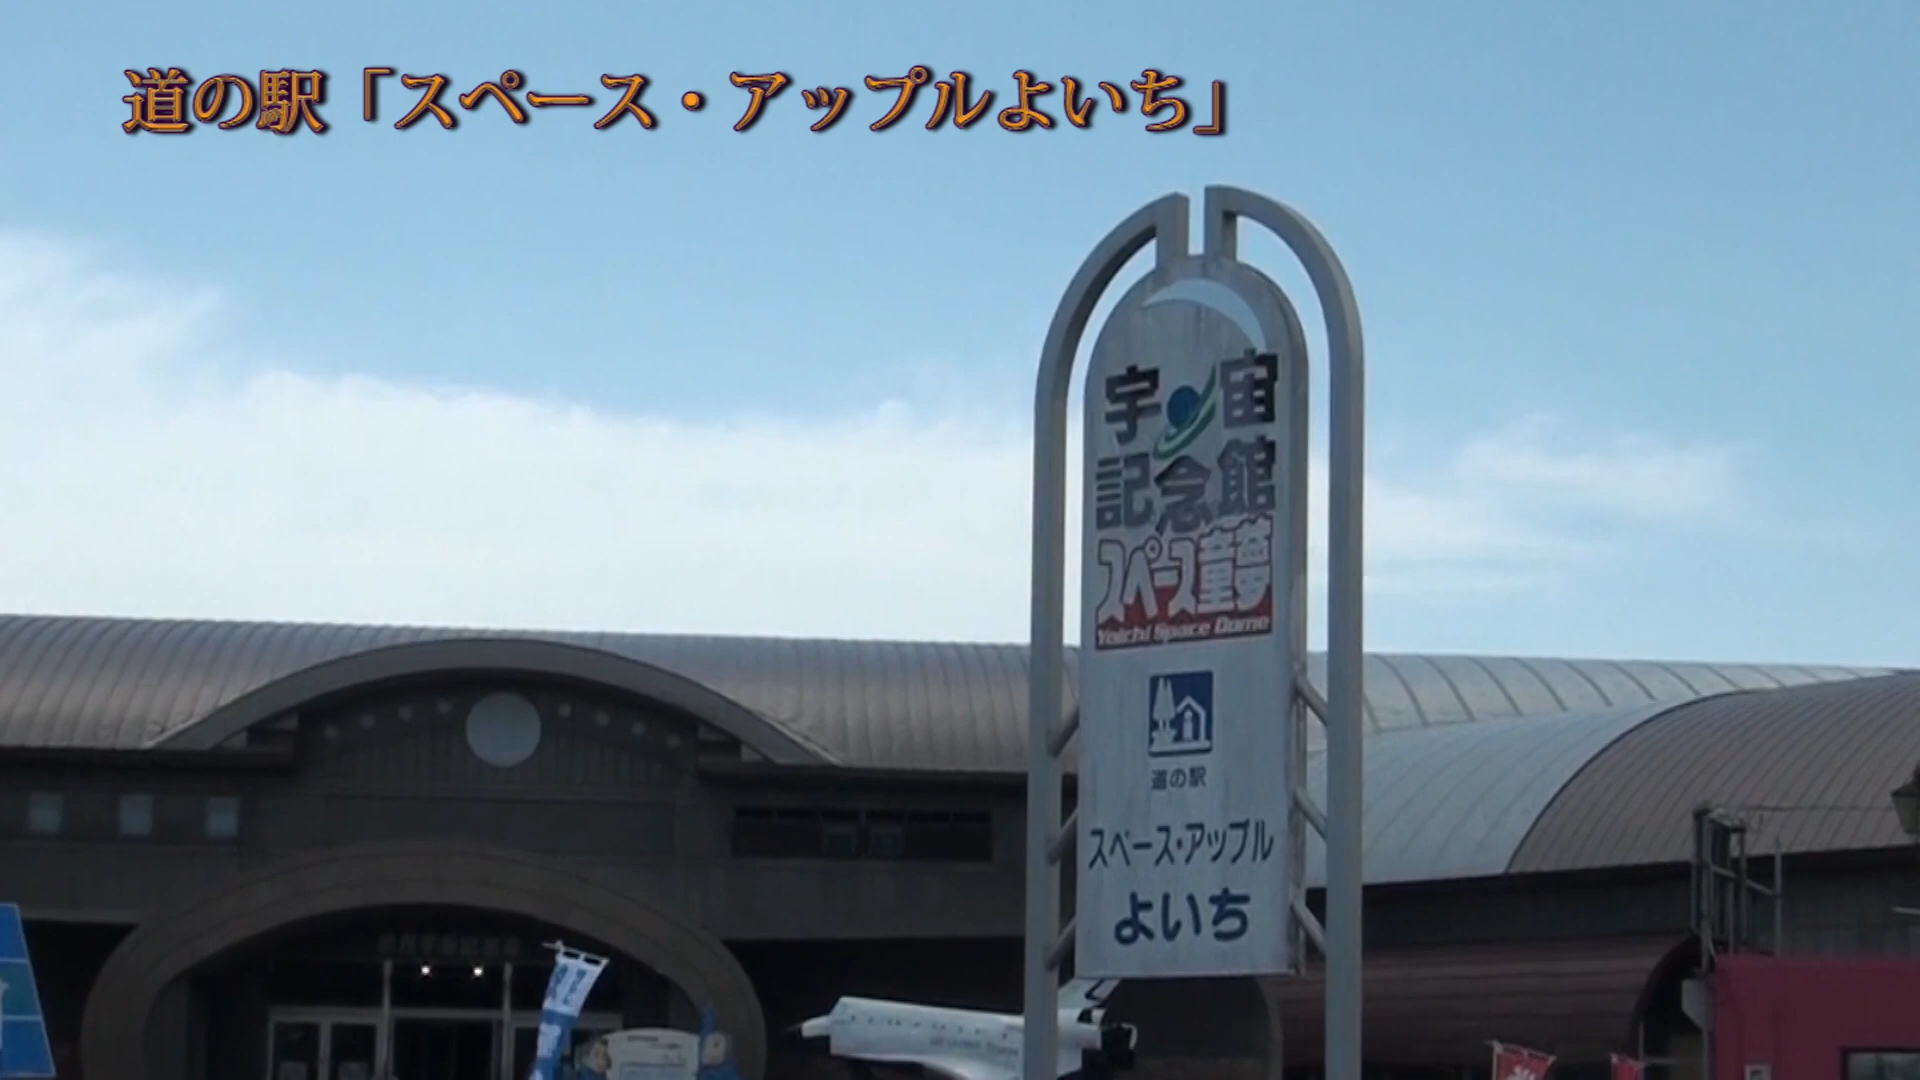 道の駅「スペース・アップルよいち」
宇宙
記念館
スペース童夢
Yoichi Space Dome
道の駅
スペース・アップル
よいち